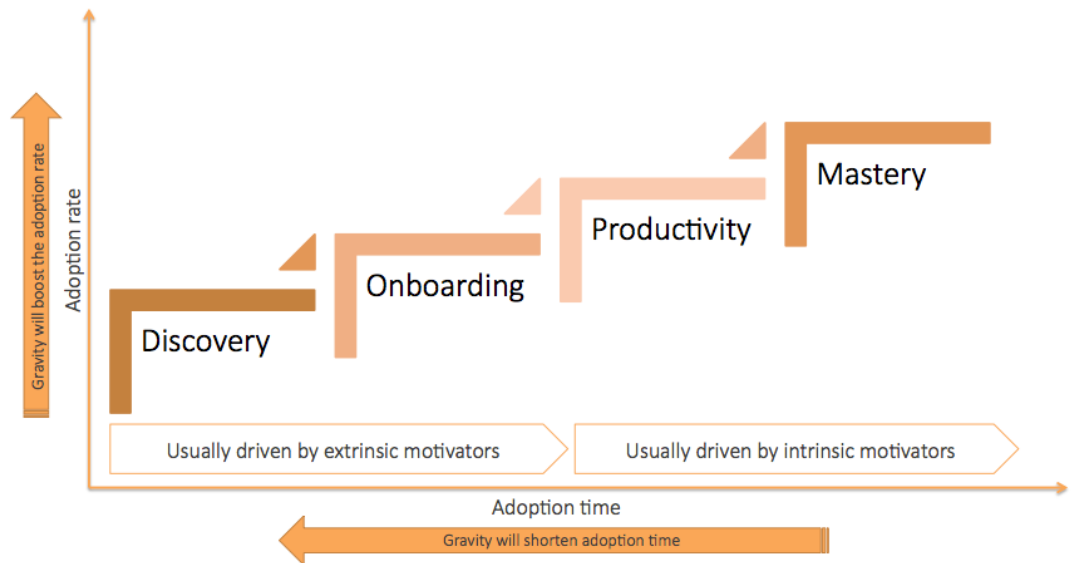 Gravity will boost the adoption rate
Adoption rate
Mastery
Productivity
Onboarding
Discovery
Usually driven by extrinsic motivators
Usually driven by intrinsic motivators
Adoption time
Gravity will shorten adoption time